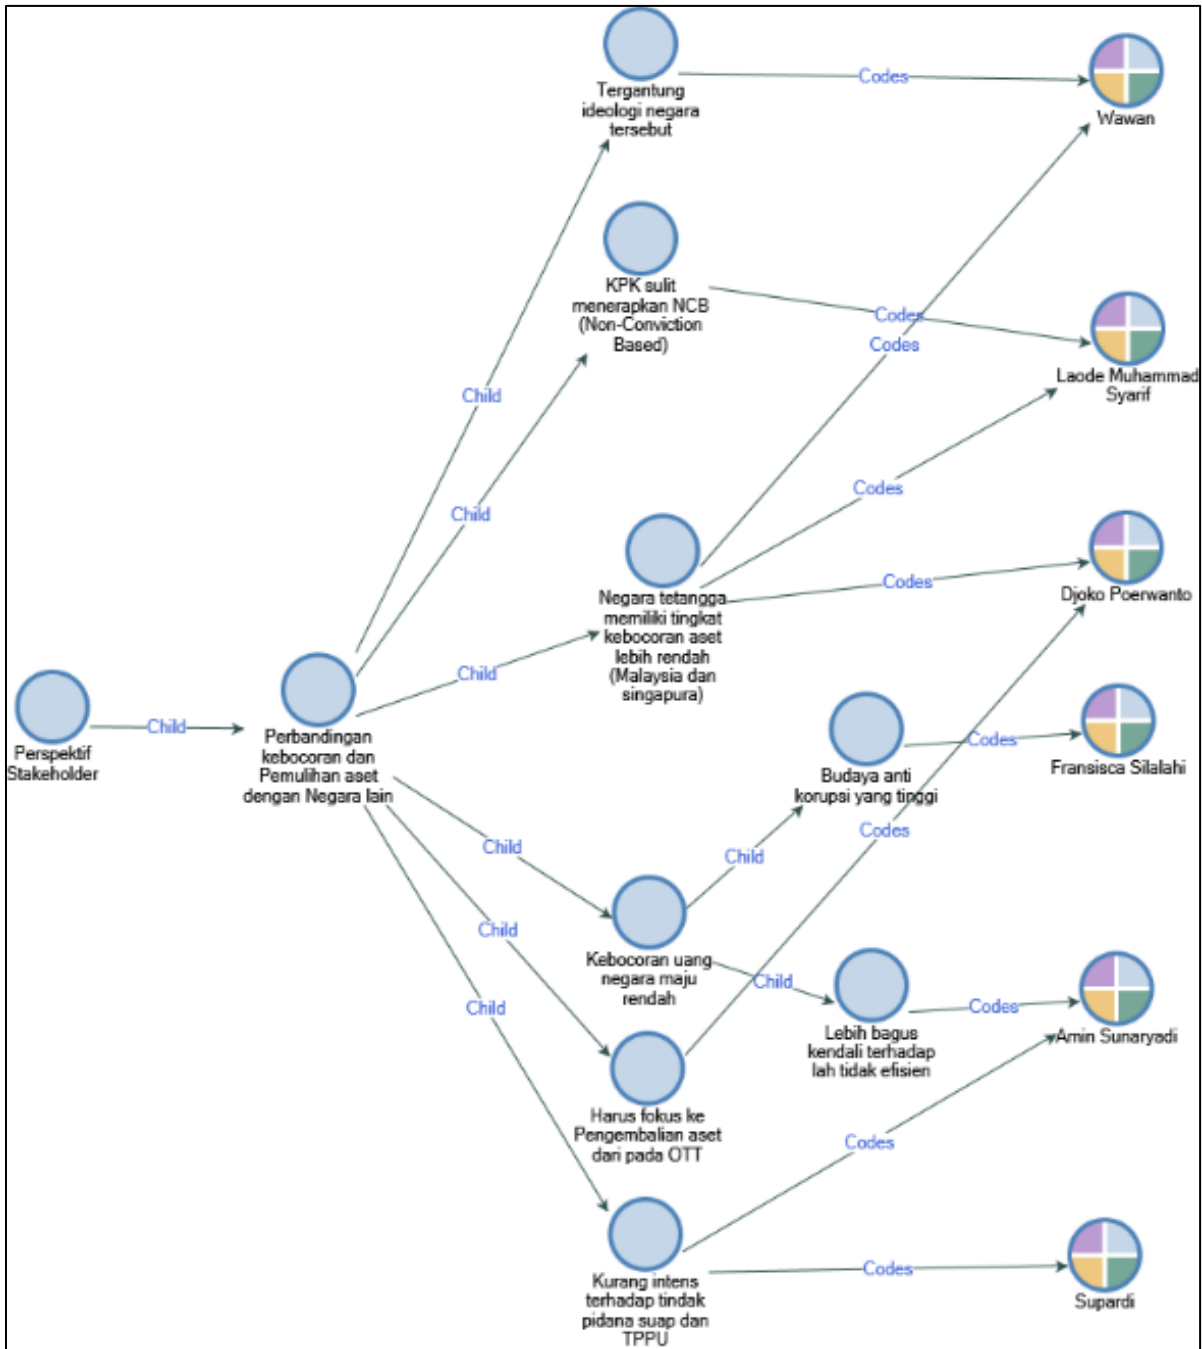 Tergantung
ideologi negara
tersebut
Codes
Wawan
KPK sulit
menerapkan NCB
(Non-Conviction
Based)
Codes
Codes
Laode Muhammad
Syarif
Child
Child
Codes
Negara tetangga
memiliki tingkat
kebocoran aset
lebih rendah
(Malaysia dan
singapura)
Codes
Djoko Poerwanto
Child
Perspektif
Stakeholder
Child
Perbandingan
kebocoran dan
Pemulihan aset
dengan Negara lain
Budaya anti
korupsi yang tinggi
Codes
Fransisca Silalahi
Codes
Child
Child
Child
Kebocoran uang
negara maju
rendah
Child
Lebih bagus
kendali terhadap
lah tidak efisien
Codes
Amin Sunaryadi
Child
Harus fokus ke
Pengembalian aset
dari pada OTT
Codes
Kurang intens
terhadap tindak
pidana suap dan
TPPU
Codes
Supardi